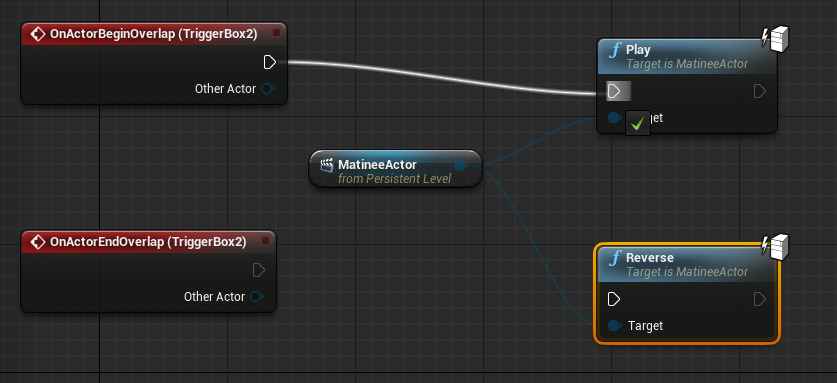 OnActorBeginOverlap (TriggerBox2)
Other Actor
f Play
Target is MatineeActor
get
MatineeActor
from Persistent Level
OnActorEndOverlap (TriggerBox2)
Other Actor
f Reverse
Target is MatineeActor
Target